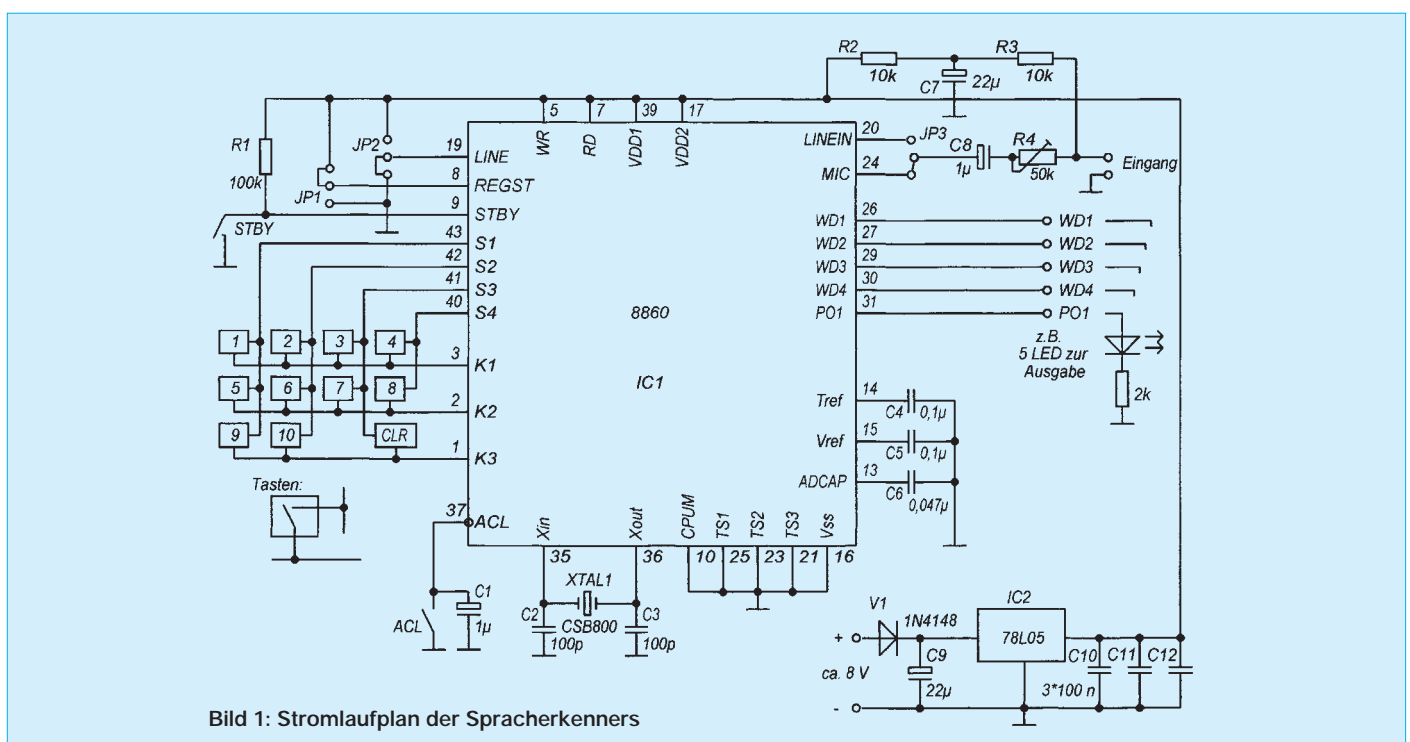 R2
10k
R3
10k
C7
22µ
5
7
39
17
WR
RD
VDD1
VDD2
R1
100k
JP2
JP1
STBY
19
LINE
8
REGST
9
STBY
43
S1
42
S2
41
S3
40
S4
3
K1
2
K2
1
K3
1
2
3
4
5
6
7
8
9
10
CLR
Tasten:
37
ACL
8860
IC1
LINEIN
20
JP3
MIC
24
C8
1µ
R4
50k
Eingang
WD1
26
WD1
WD2
27
WD2
WD3
29
WD3
WD4
30
WD4
PO1
31
PO1
z.B.
5 LED zur
Ausgabe
2k
Tref
14
C4
0,1µ
Vref
15
C5
0,1µ
ADCAP
13
C6
0,047µ
Xin
Xout
CPUM
TS1
TS2
TS3
Vss
35
36
10
25
23
21
16
ACL
C1
1µ
XTAL1
C2
CSB800
C3
100p
100p
V1
1N4148
IC2
78L05
+
ca. 8 V
-
C9
22µ
C10
C11
C12
3*100 n
Bild 1: Stromlaufplan der Spracherkenners